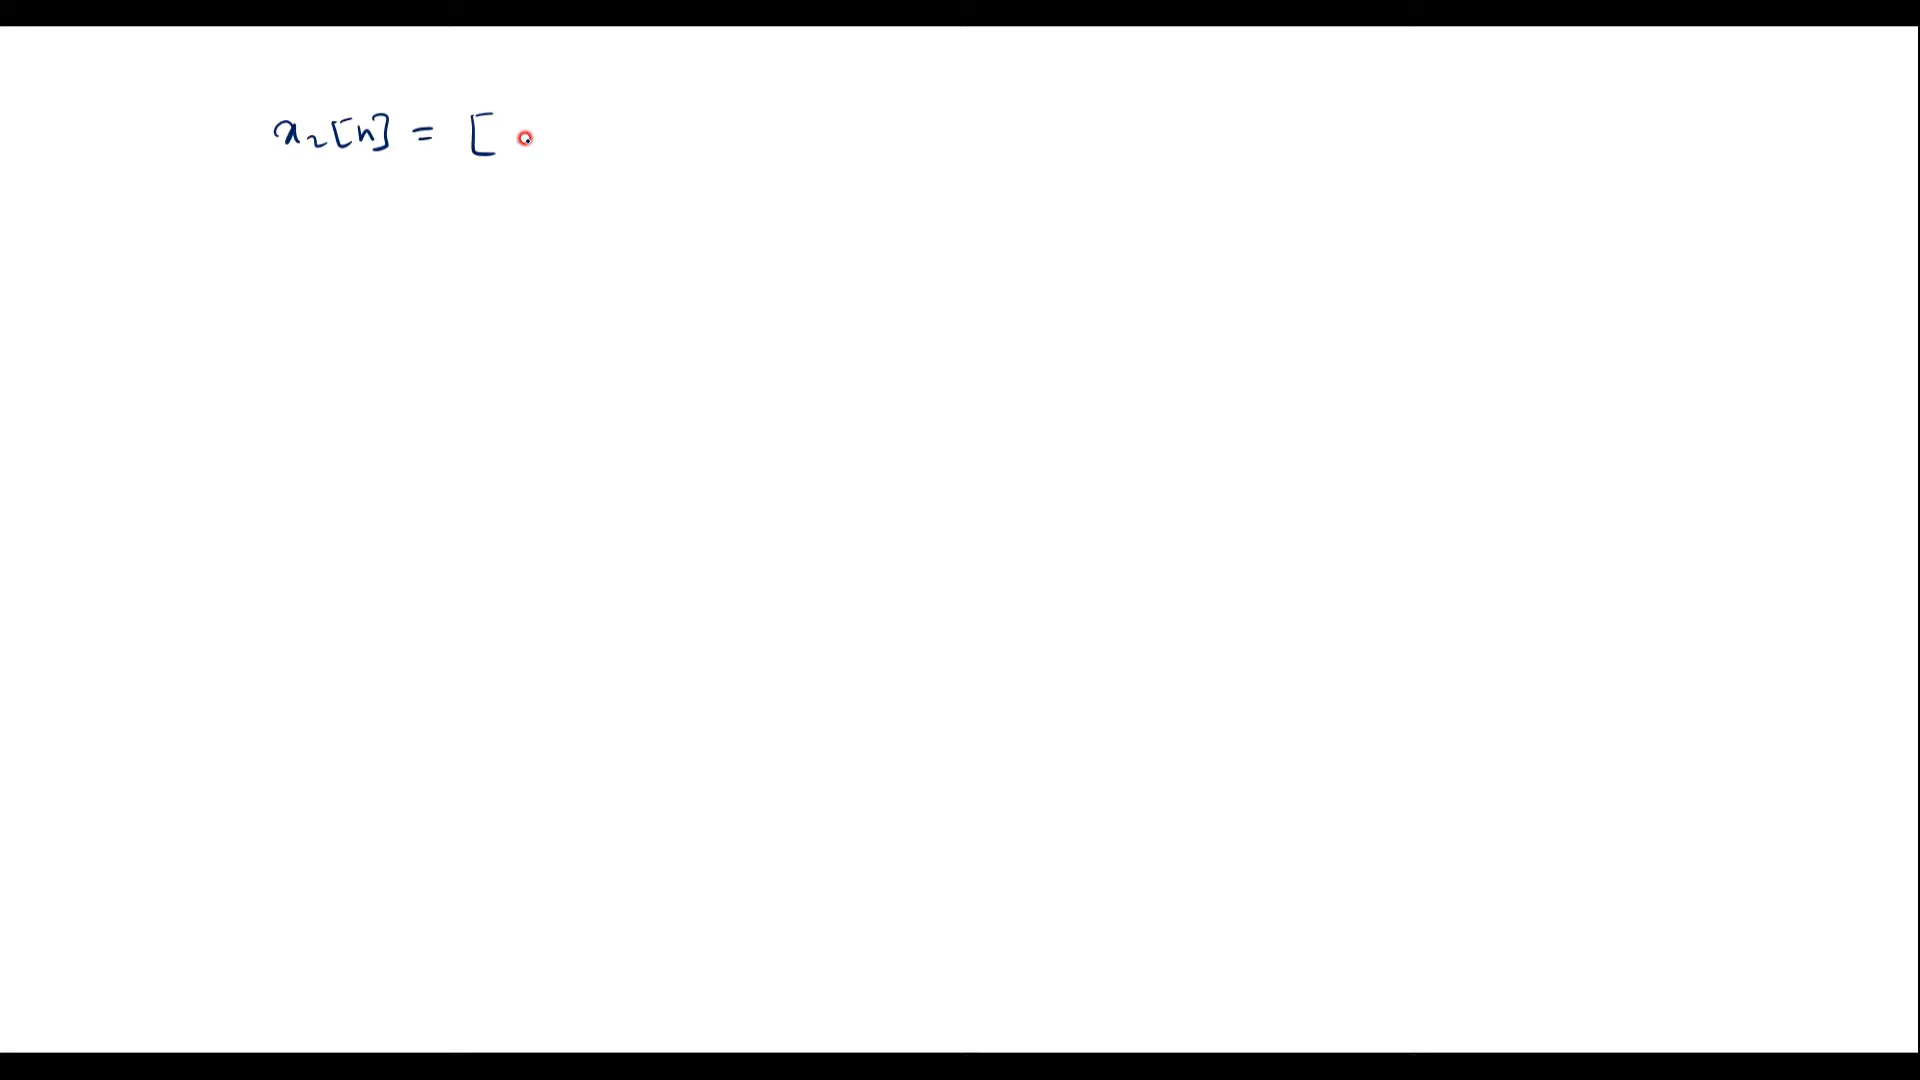 x₂[n] = [